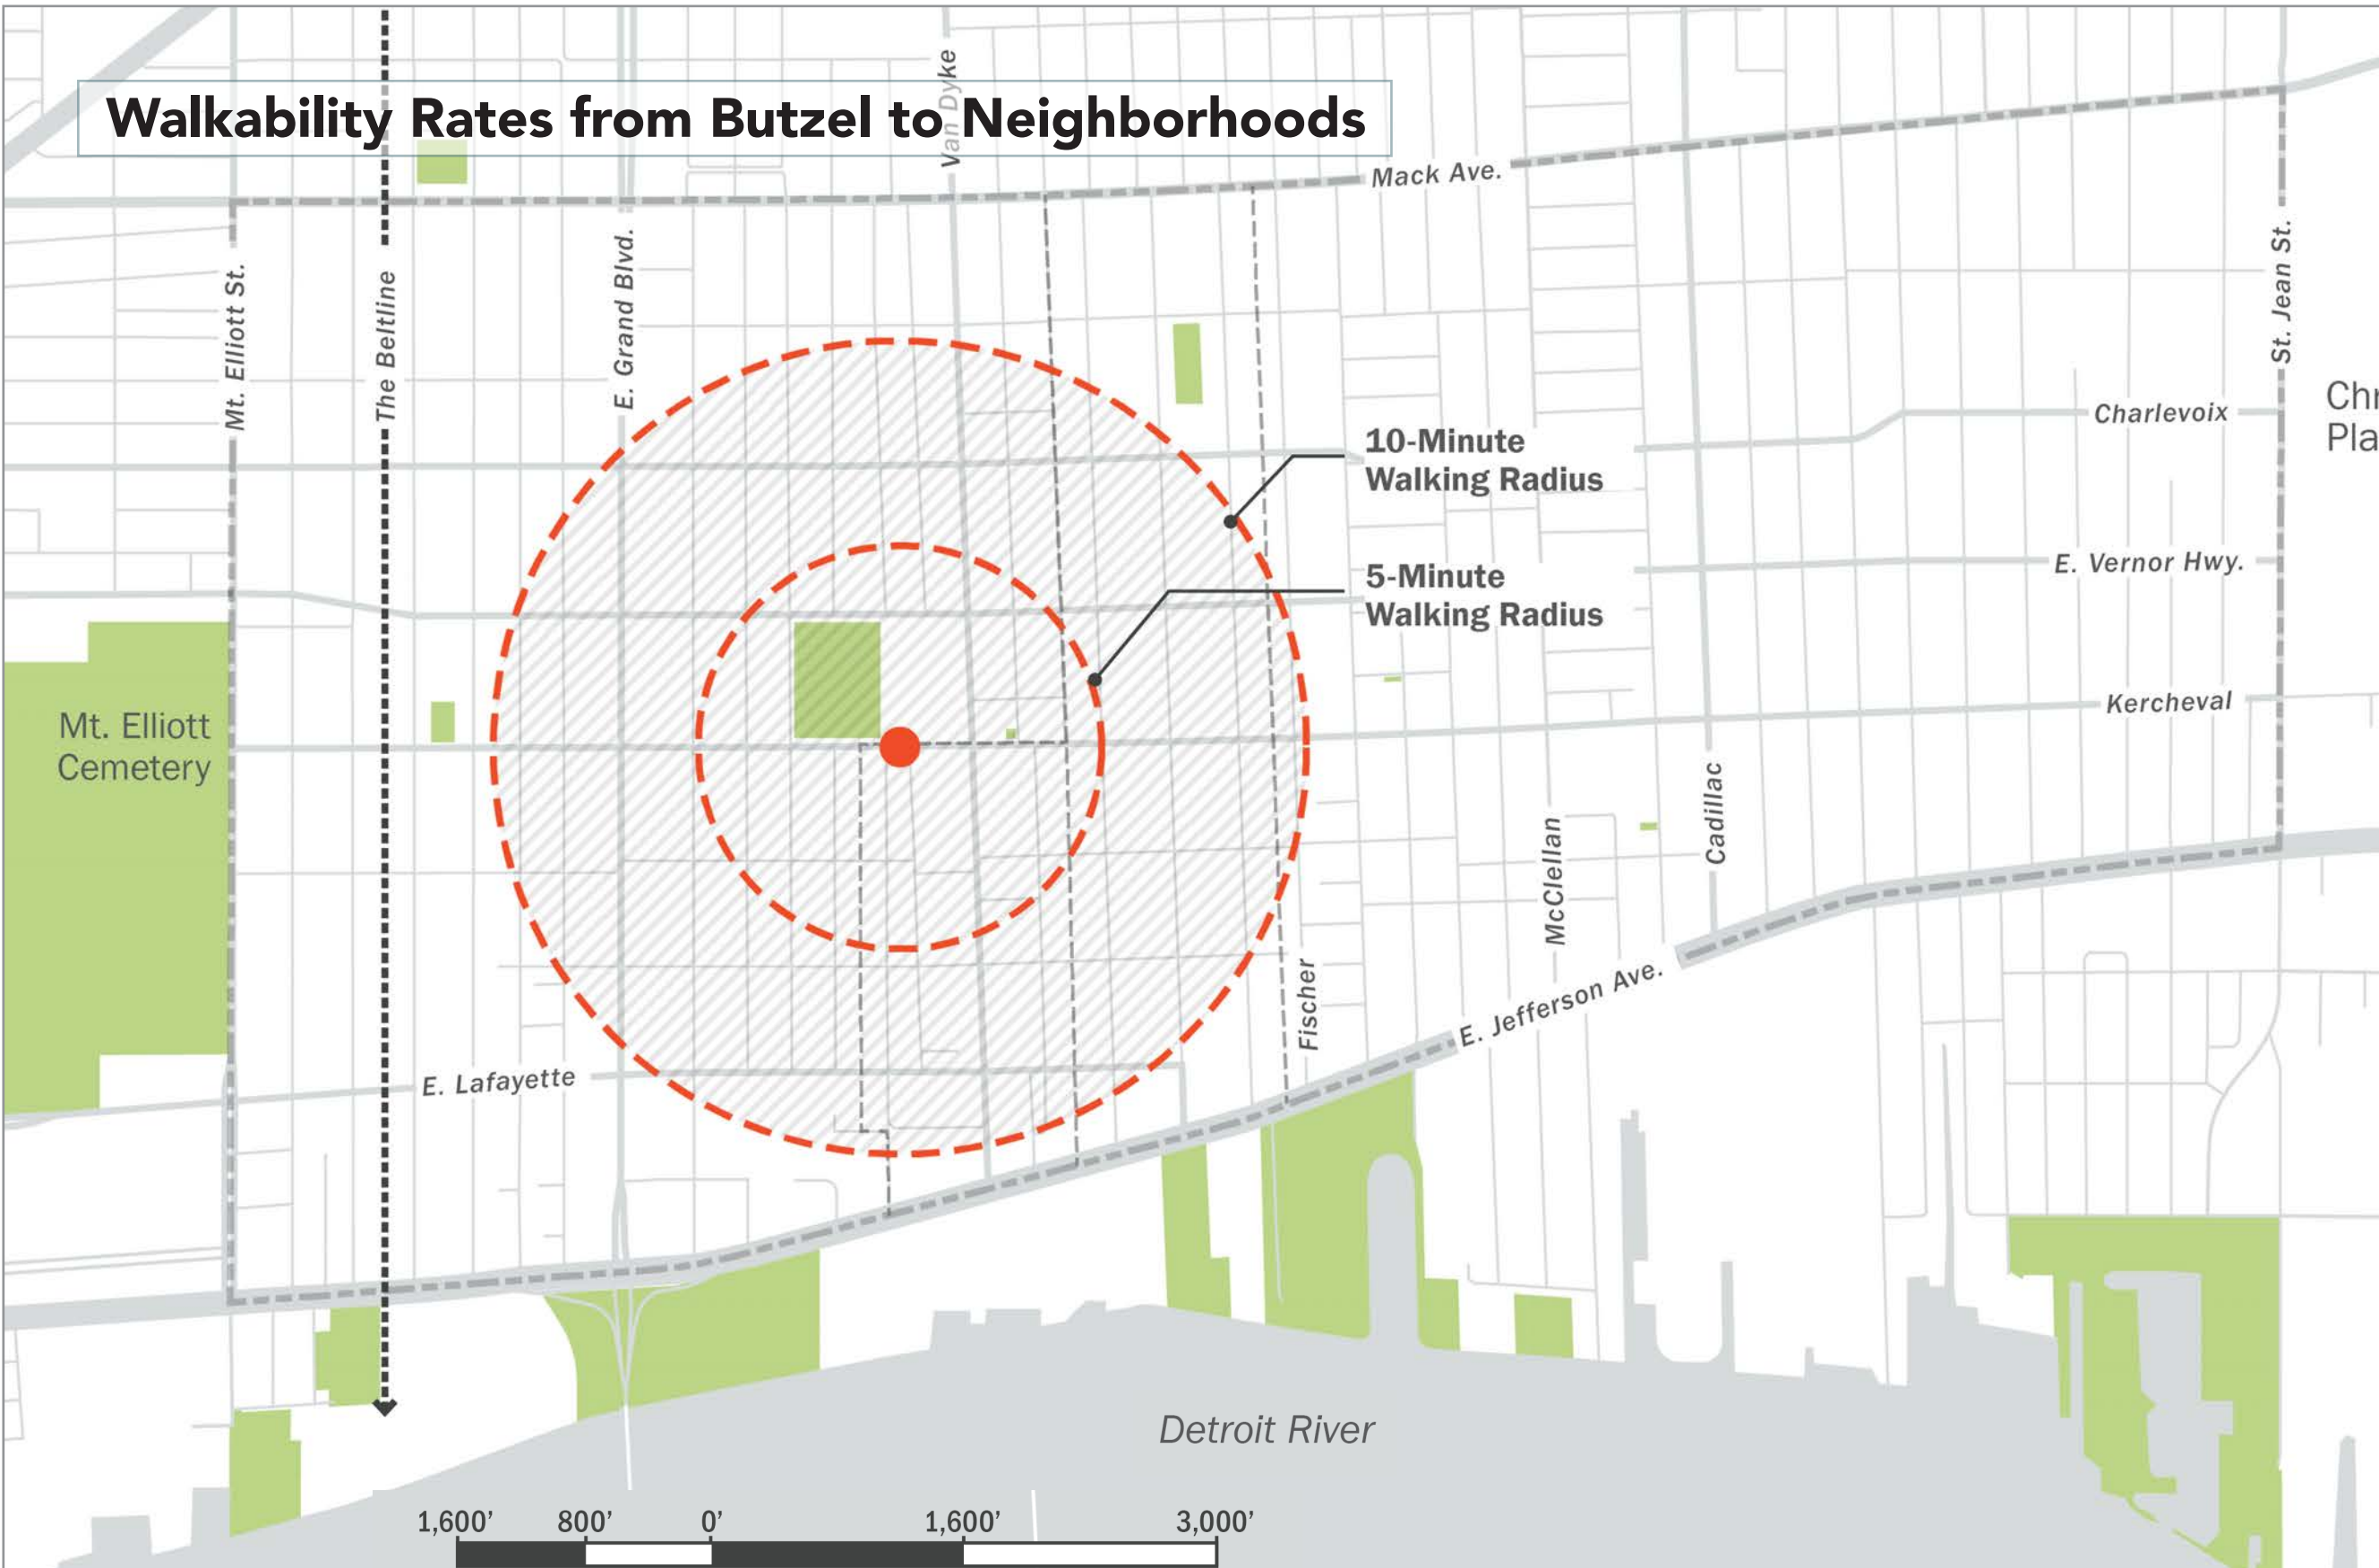 Walkability Rates from Butzel to Neighborhoods
Van Dyke
Mack Ave.
Mt. Elliott St.
The Beltline
E. Grand Blvd.
St. Jean St.
10-Minute
Walking Radius
Charlevoix
Chr
Pla
5-Minute
Walking Radius
E. Vernor Hwy.
Kercheval
Mt. Elliott
Cemetery
Cadillac
McClellan
Fischer
E. Jefferson Ave.
E. Lafayette
Detroit River
1,600’ 800’ 0’ 1,600’ 3,000’